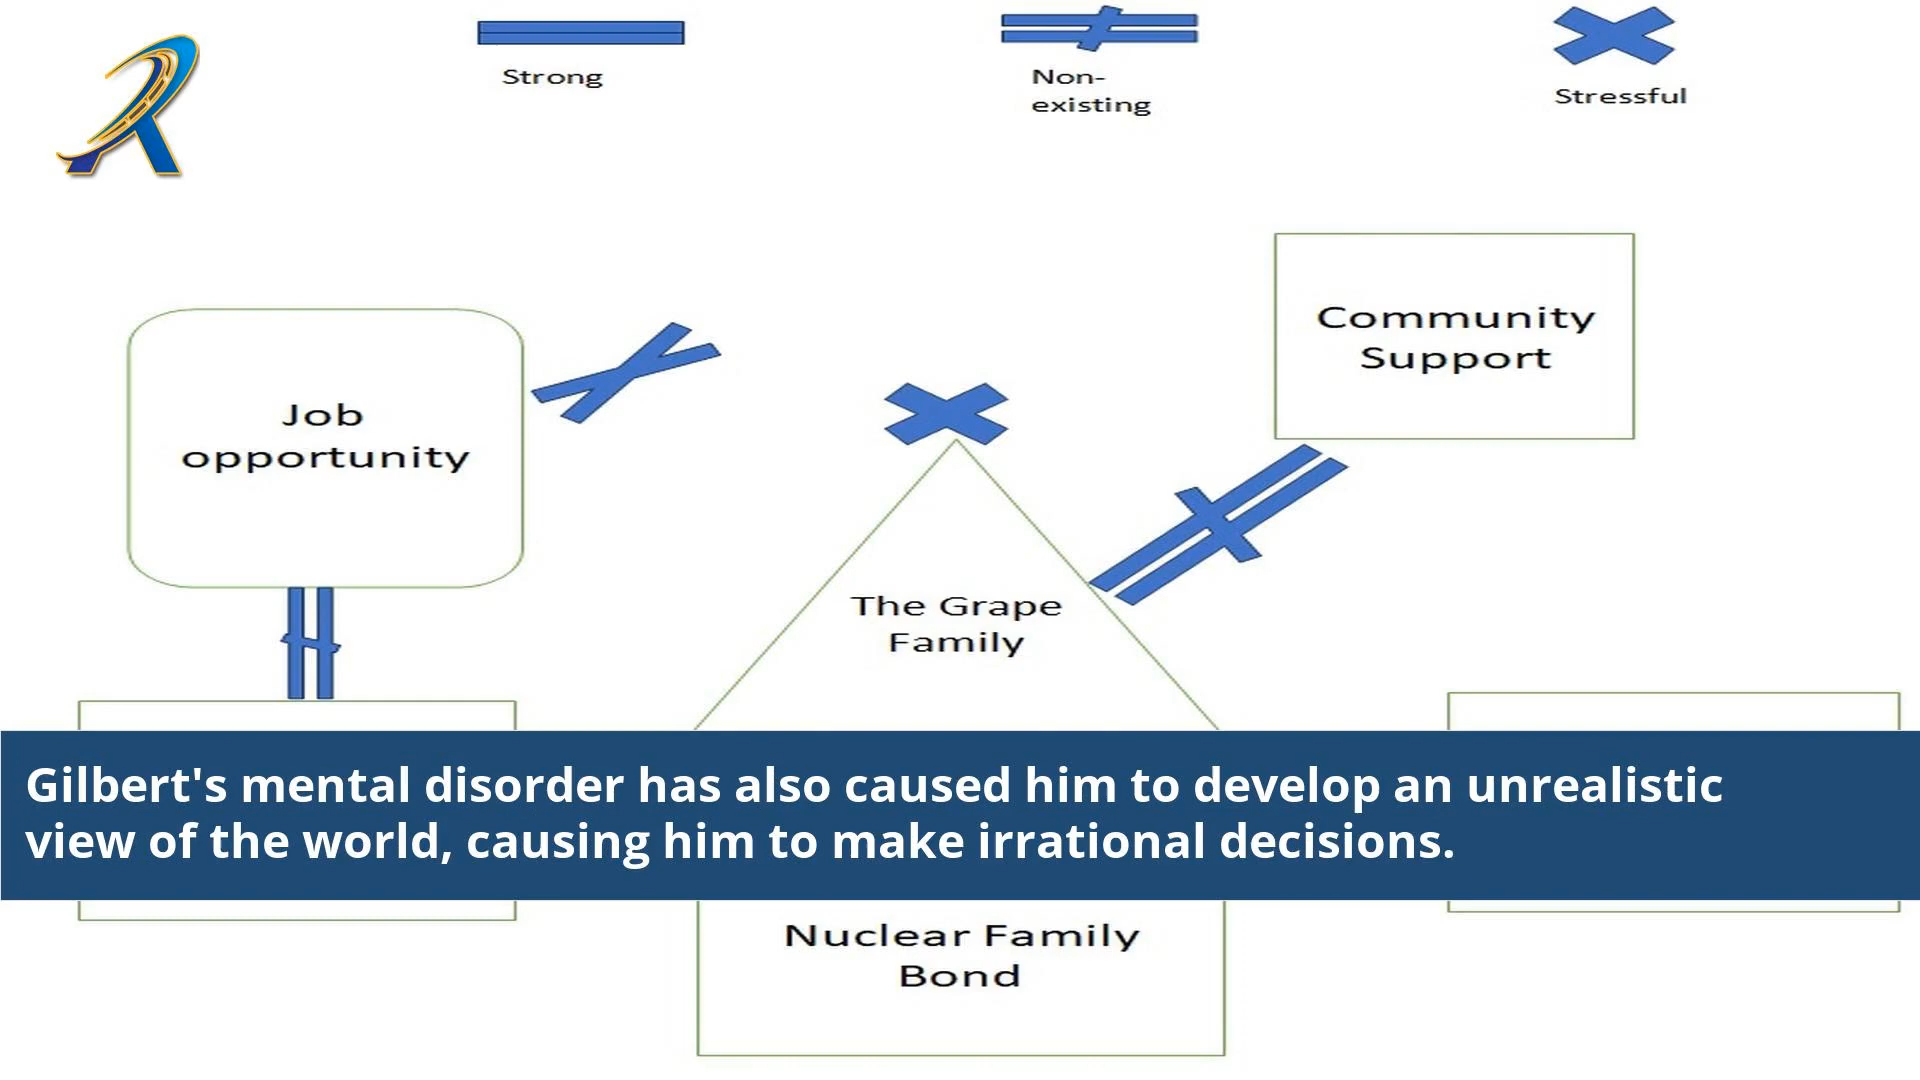 Strong
Non-
existing
Stressful
Community
Support
Job
opportunity
The Grape
Family
Gilbert's mental disorder has also caused him to develop an unrealistic
view of the world, causing him to make irrational decisions.
Nuclear Family
Bond